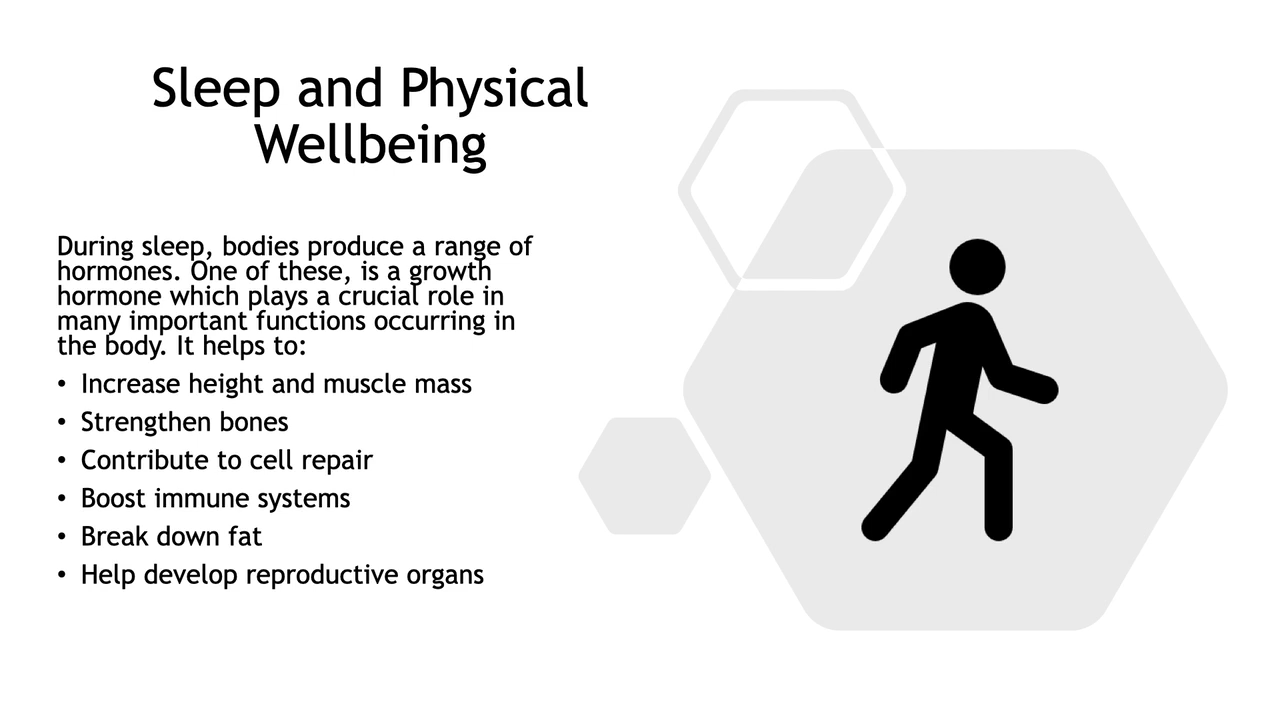 Sleep and Physical
Wellbeing
During sleep, bodies produce a range of
hormones. One of these, is a growth
hormone which plays a crucial role in
many important functions occurring in
the body. It helps to:
• Increase height and muscle mass
• Strengthen bones
• Contribute to cell repair
• Boost immune systems
• Break down fat
• Help develop reproductive organs